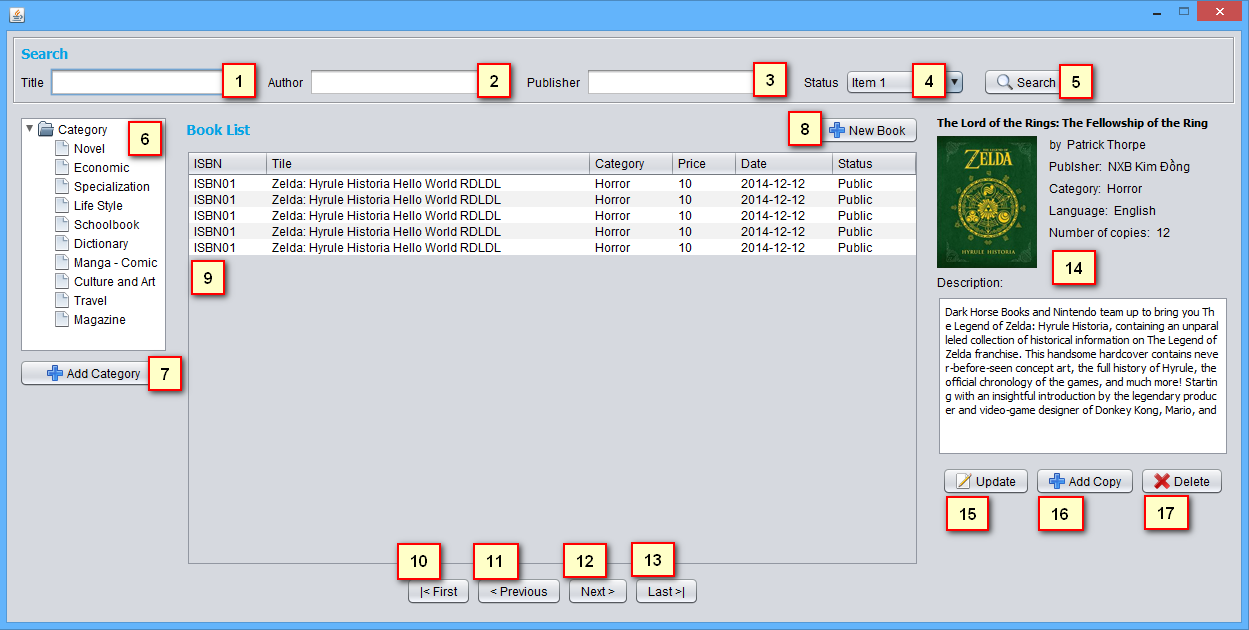 Search
Title 1 Author 2 Publisher 3 Status Item 1 4 Search 5
Category 6
Novel
Economic
Specialization
Life Style
Schoolbook
Dictionary
Manga - Comic
Culture and Art
Travel
Magazine
Add Category 7
Book List 8 New Book
ISBN Tile Category Price Date Status
ISBN01 Zelda: Hyrule Historia Hello World RDLDL Horror 10 2014-12-12 Public
ISBN01 Zelda: Hyrule Historia Hello World RDLDL Horror 10 2014-12-12 Public
ISBN01 Zelda: Hyrule Historia Hello World RDLDL Horror 10 2014-12-12 Public
ISBN01 Zelda: Hyrule Historia Hello World RDLDL Horror 10 2014-12-12 Public
ISBN01 Zelda: Hyrule Historia Hello World RDLDL Horror 10 2014-12-12 Public
9
10 11 12 13
|< First < Previous Next > Last >|
The Lord of the Rings: The Fellowship of the Ring
THE LEGEND OF
ZELDA
HYRULE HISTORIA
by Patrick Thorpe
Publsher: NXB Kim Đồng
Category: Horror
Language: English
Number of copies: 12
14
Description:
Dark Horse Books and Nintendo team up to bring you Th
e Legend of Zelda: Hyrule Historia, containing an unparal
leled collection of historical information on The Legend of
Zelda franchise. This handsome hardcover contains neve
r-before-seen concept art, the full history of Hyrule, the
official chronology of the games, and much more! Startin
g with an insightful introduction by the legendary produc
er and video-game designer of Donkey Kong, Mario, and
Update Add Copy Delete
15 16 17